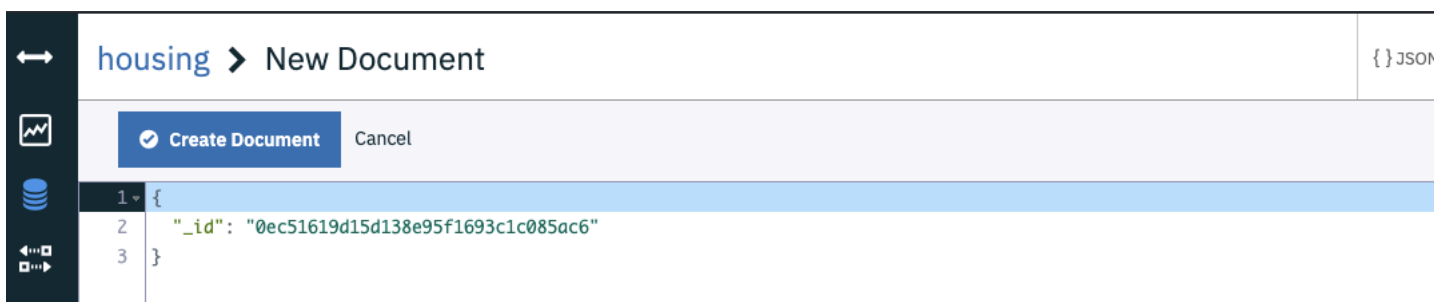 housing > New Document
{ } JSON
Create Document Cancel
1 {
2 "_id": "0ec51619d15d138e95f1693c1c085ac6"
3 }